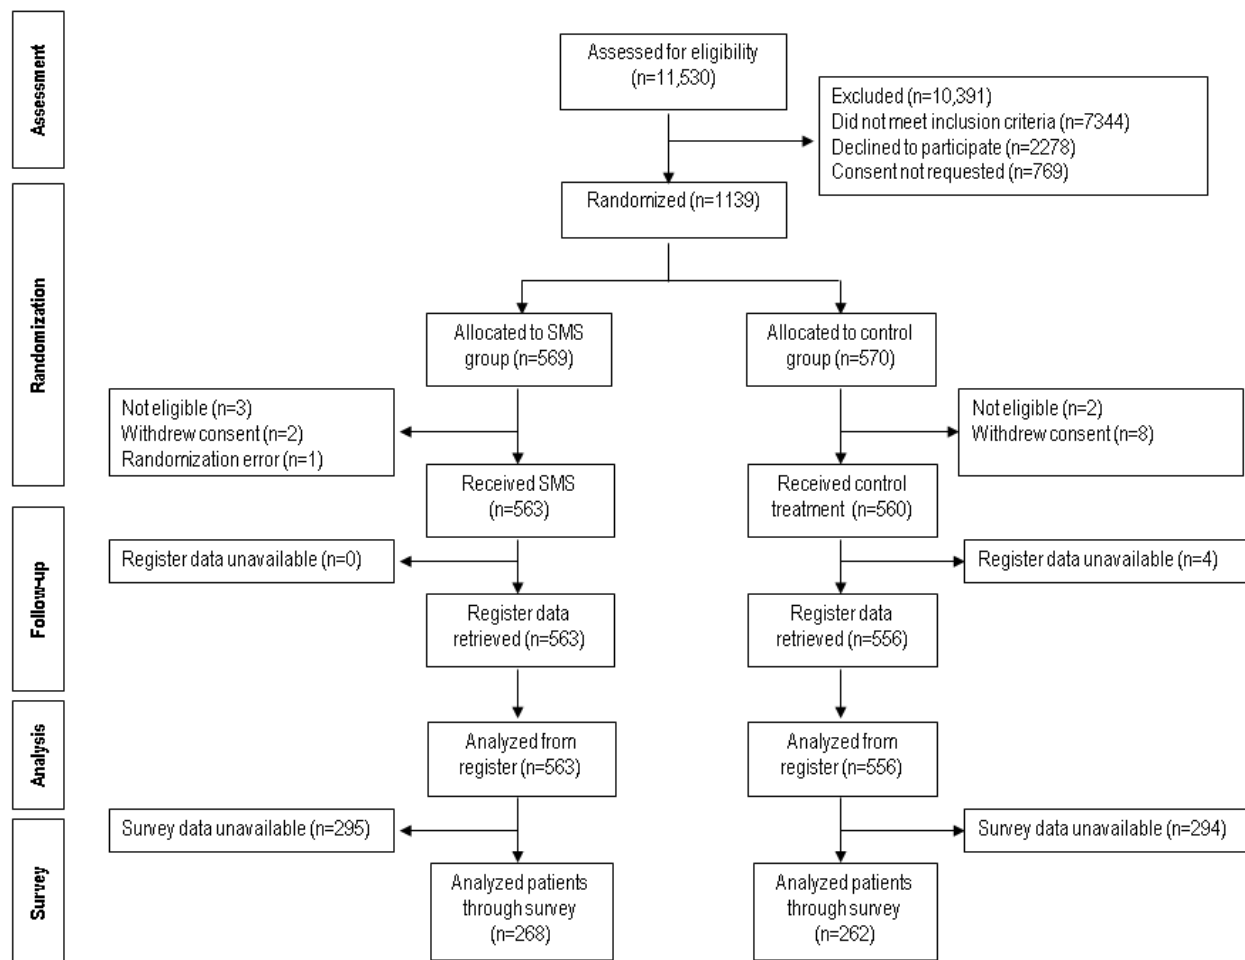 Assessment
Assessed for eligibility
(n=11,530)
Excluded (n=10,391)
Did not meet inclusion criteria (n=7344)
Declined to participate (n=2278)
Consent not requested (n=769)
Randomization
Randomized (n=1139)
Allocated to SMS
group (n=569)
Allocated to control
group (n=570)
Not eligible (n=3)
Withdrew consent (n=2)
Randomization error (n=1)
Not eligible (n=2)
Withdrew consent (n=8)
Received SMS
(n=563)
Received control
treatment (n=560)
Follow-up
Register data unavailable (n=0)
Register data unavailable (n=4)
Register data
retrieved (n=563)
Register data
retrieved (n=556)
Analysis
Analyzed from
register (n=563)
Analyzed from
register (n=556)
Survey
Survey data unavailable (n=295)
Survey data unavailable (n=294)
Analyzed patients
through survey
(n=268)
Analyzed patients
through survey
(n=262)